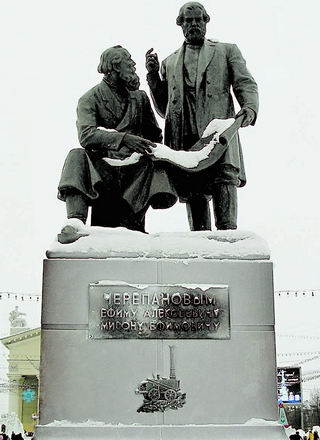 ЧЕРЕПАНОВЫМ
ЕФИМУ АЛЕКСЕЕВИЧУ
МИРОНУ ЕФИМОВИЧУ